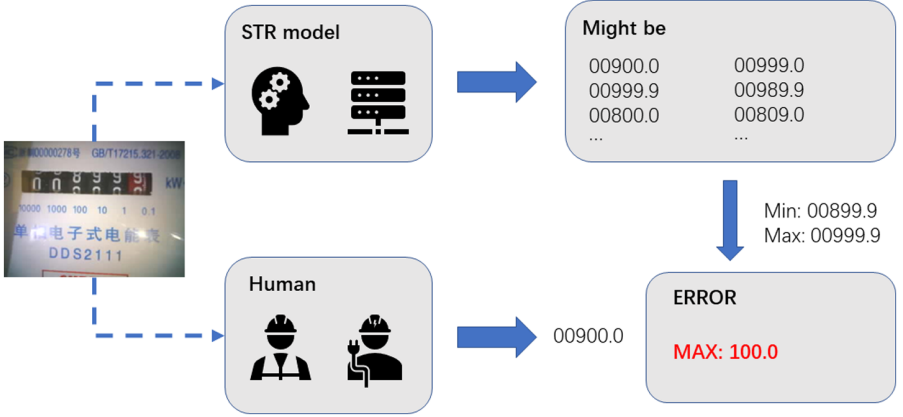 STR model
Might be
00900.0 00999.0
00999.9 00989.9
00800.0 00809.0
... ...
GB/T17215.321-2008
kW
10000 1000 100 10 1 0.1
单相电子式电能表
DDS2111
Min: 00899.9
Max: 00999.9
Human
00900.0
ERROR
MAX: 100.0